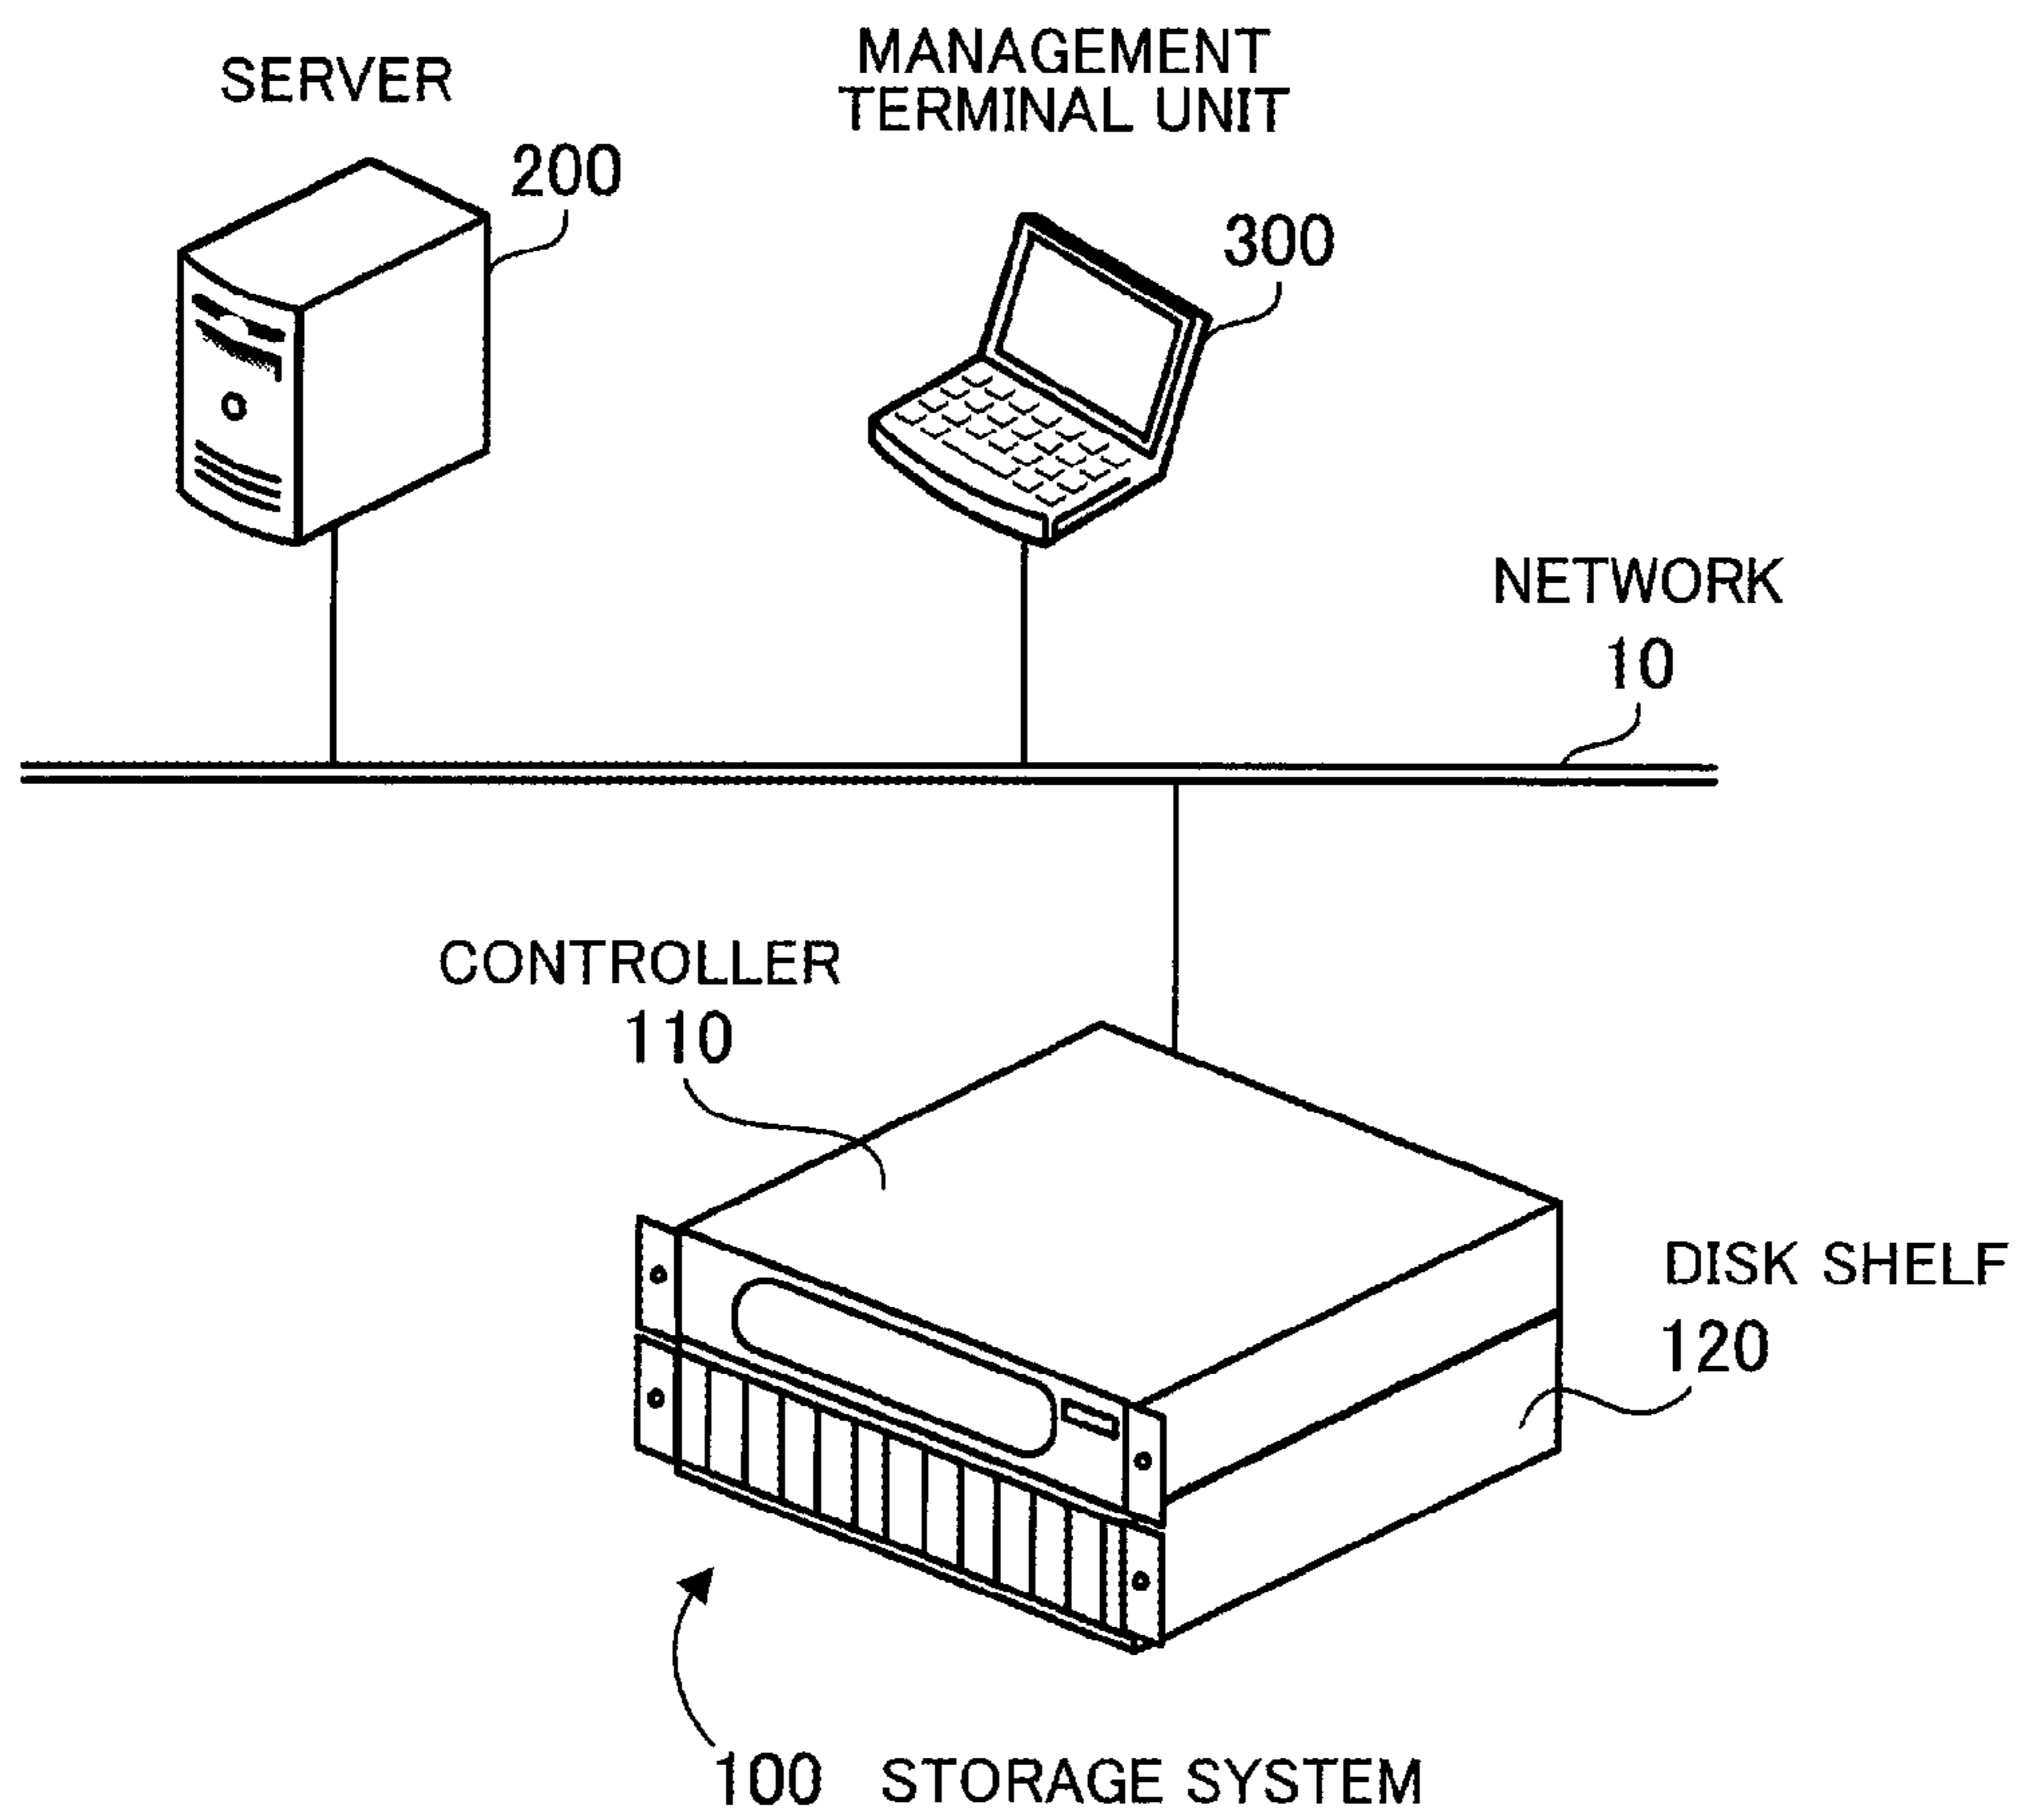 SERVER
200
MANAGEMENT
TERMINAL UNIT
300
NETWORK
10
CONTROLLER
110
DISK SHELF
120
100 STORAGE SYSTEM